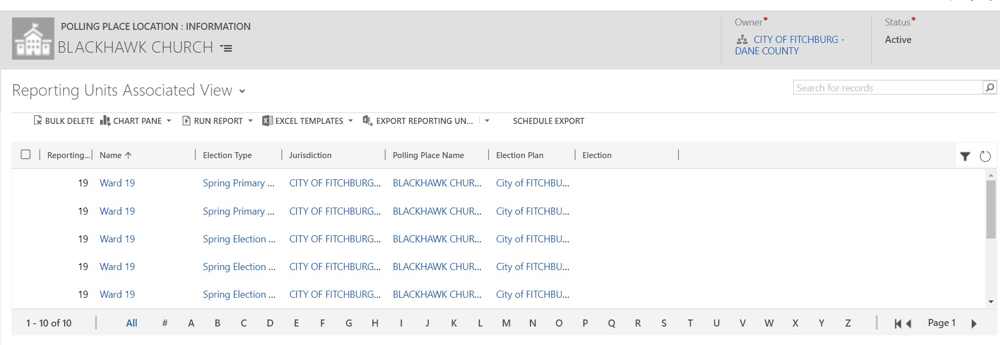 POLLING PLACE LOCATION : INFORMATION
BLACKHAWK CHURCH
Owner*
CITY OF FITCHBURG -
DANE COUNTY
Status*
Active
Reporting Units Associated View
Search for records
BULK DELETE CHART PANE RUN REPORT EXCEL TEMPLATES EXPORT REPORTING UN... SCHEDULE EXPORT
Reporting... Name Election Type Jurisdiction Polling Place Name Election Plan Election
19 Ward 19 Spring Primary ... CITY OF FITCHBURG... BLACKHAWK CHUR... City of FITCHBU...
19 Ward 19 Spring Primary ... CITY OF FITCHBURG... BLACKHAWK CHUR... City of FITCHBU...
19 Ward 19 Spring Election ... CITY OF FITCHBURG... BLACKHAWK CHUR... City of FITCHBU...
19 Ward 19 Spring Election ... CITY OF FITCHBURG... BLACKHAWK CHUR... City of FITCHBU...
19 Ward 19 Spring Election ... CITY OF FITCHBURG... BLACKHAWK CHUR... City of FITCHBU...
1 - 10 of 10 All # A B C D E F G H I J K L M N O P Q R S T U V W X Y Z Page 1